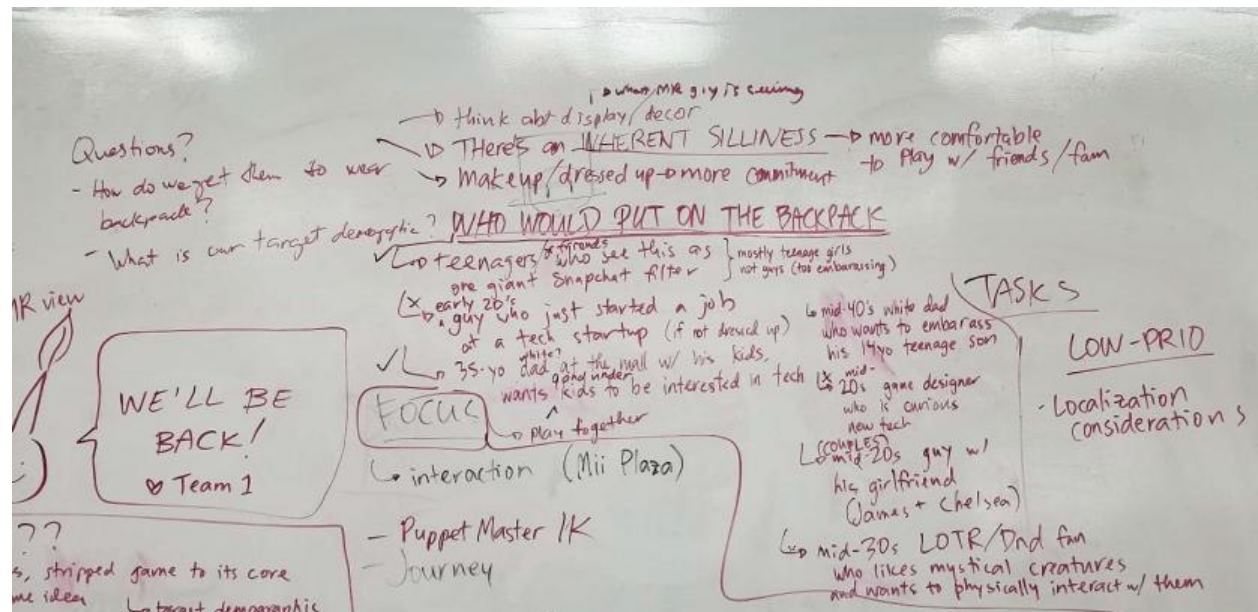 Questions?
- How do we get them to wear
backpack?
- What is our target demographic?
when MR guy is
think abt display/decor
THere's an INHERENT SILLINESS → more comfortable
to play w/ friends/fam
makeup/dressed up → more commitment
WHO WOULD PUT ON THE BACKPACK
teenagers who see this as
one giant Snapchat filter
mostly teenage girls
not guys (too embarausing)
early 20's
guy who just started a job
at a tech startup (if not dressed up)
35-yo dad at the mall w/ his kids,
white?
9 and under
wants kids to be interested in tech
play together
mid-40's white dad
who wants to embarass
his 14yo teenage son
mid-
20s game designer
who is curious
new tech
(COUPLES)
mid-20s guy w/
his girlfriend
(James + Chelsea)
mid-30s LOTR/Dnd fan
who likes mystical creatures
and wants to physically interact w/ them
TASKS
LOW-PRIO
- Localization
considerations
MR view
WE'LL BE
BACK!
♡ Team 1
FOCUS
interaction (Mii Plaza)
- Puppet Master IK
- Journey
??
stripped game to its core
idea
target demographic